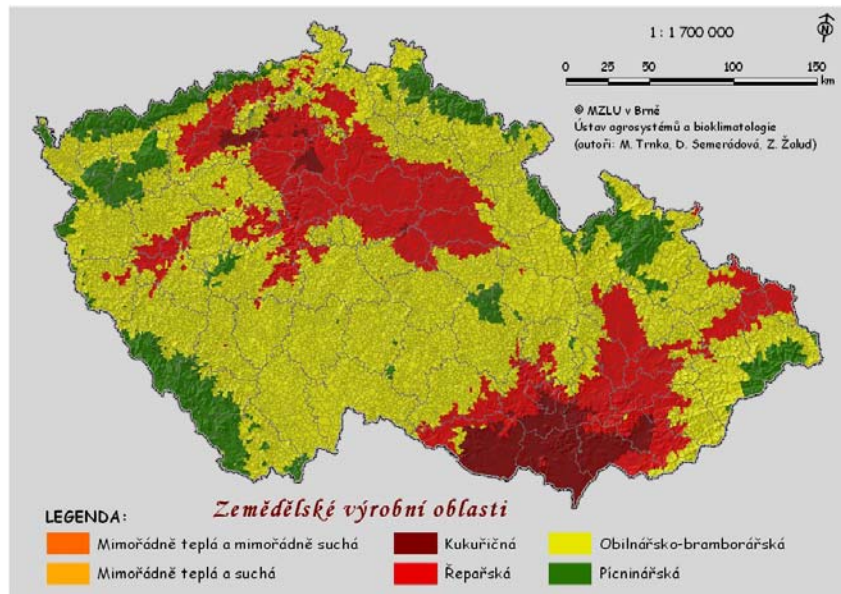 1: 1 700 000
N
0 25 50 100 150
km
© MZLU v Brně
Ústav agrosystémů a bioklimatologie
(autoři: M. Trnka, D. Semerádová, Z. Žalud)
Zemědělské výrobní oblasti
LEGENDA:
Mimořádně teplá a mimořádně suchá
Kukuřičná
Obilnářsko-bramborářská
Mimořádně teplá a suchá
Řepařská
Pícninářská